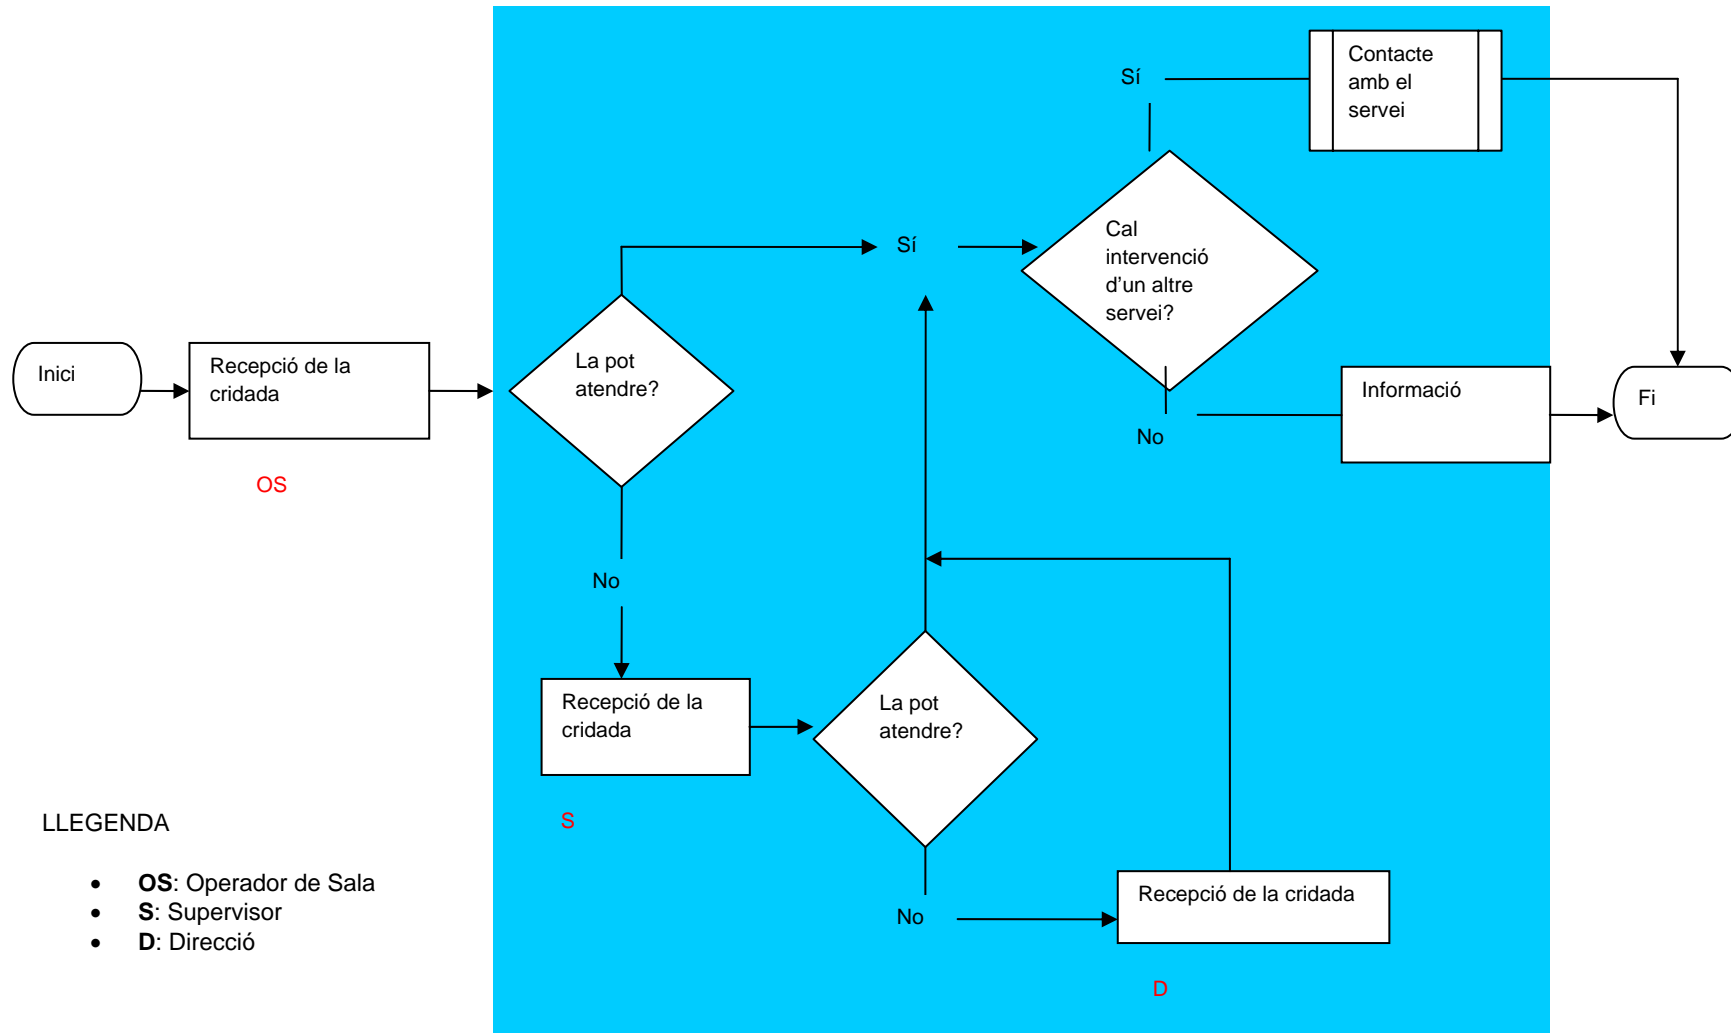 Inici
Recepció de la
cridada
OS
La pot
atendre?
Sí
No
Recepció de la
cridada
S
La pot
atendre?
No
Recepció de la cridada
D
Cal
intervenció
d'un altre
servei?
Sí
Contacte
amb el
servei
No
Informació
Fi
LLEGENDA
• OS: Operador de Sala
• S: Supervisor
• D: Direcció